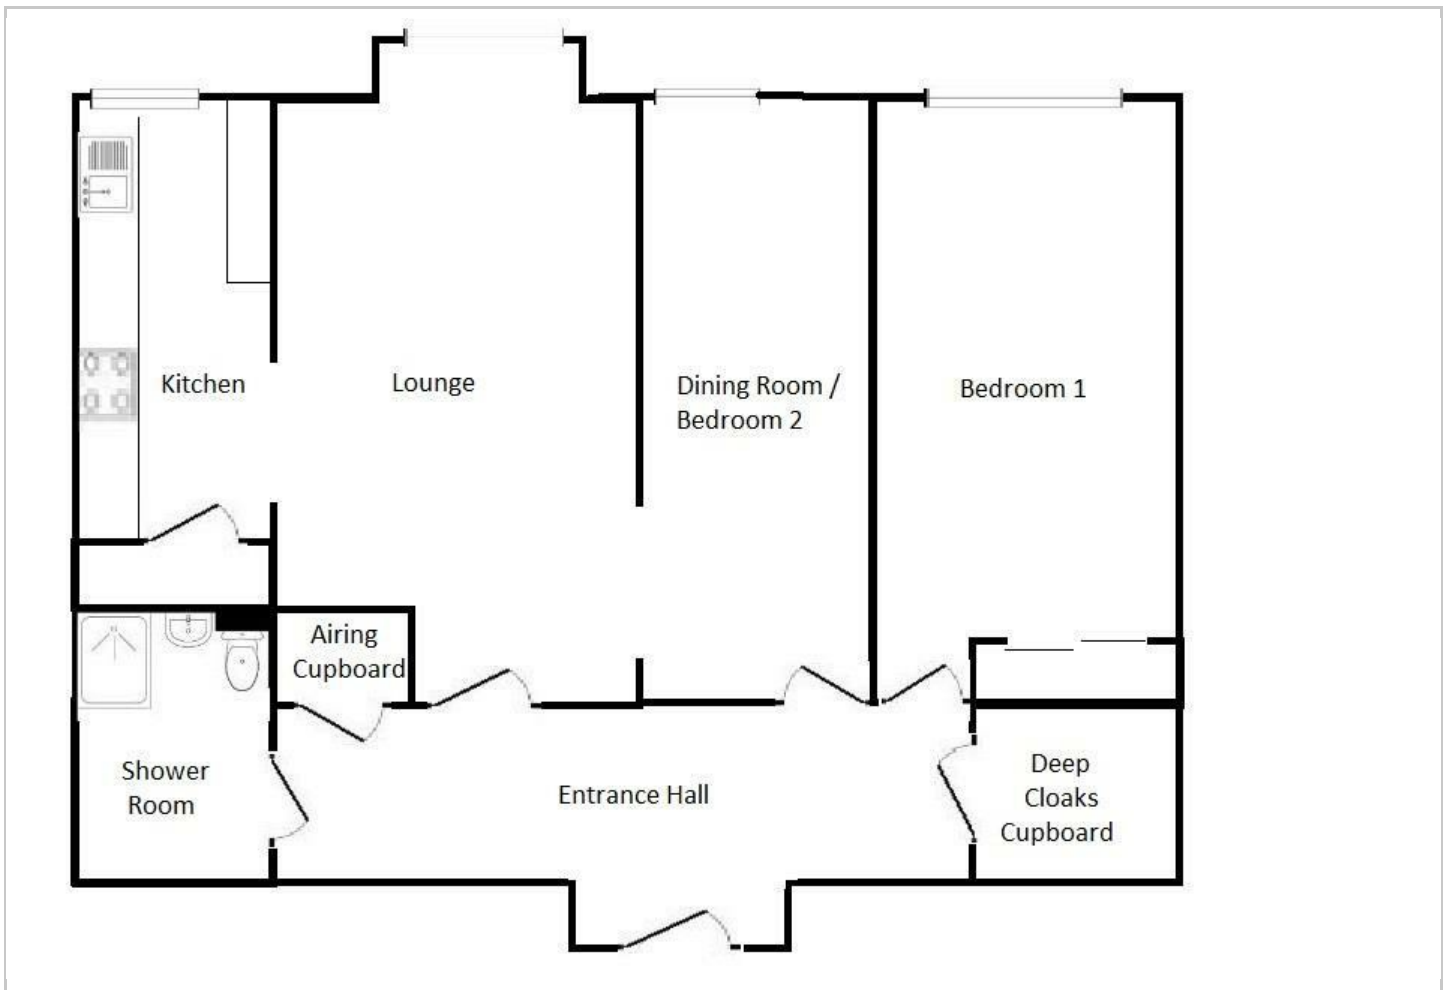 Kitchen
Lounge
Dining Room /
Bedroom 2
Bedroom 1
Airing
Cupboard
Shower
Room
Entrance Hall
Deep
Cloaks
Cupboard